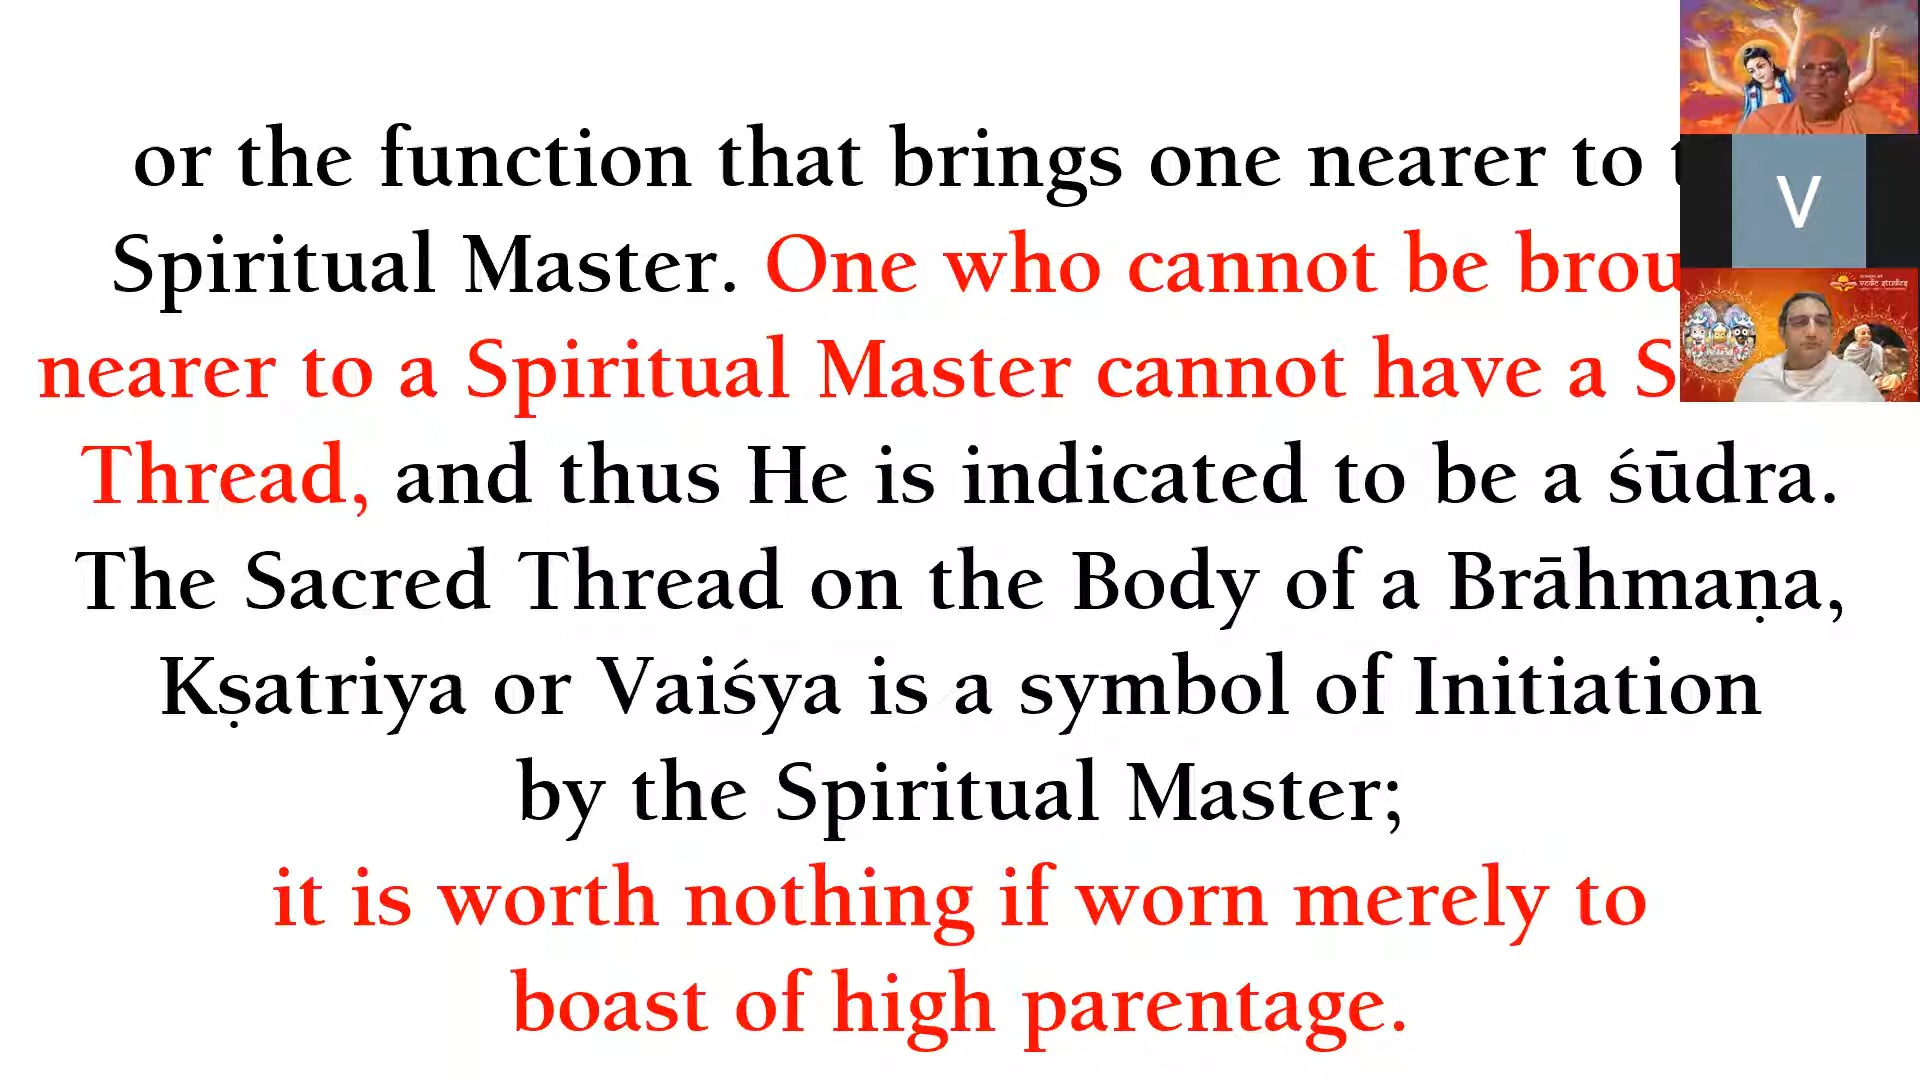 or the function that brings one nearer to
Spiritual Master. One who cannot be
nearer to a Spiritual Master cannot have a
Thread, and thus He is indicated to be a śūdra.
The Sacred Thread on the Body of a Brāhmaṇa,
Kṣatriya or Vaiśya is a symbol of Initiation
by the Spiritual Master;
it is worth nothing if worn merely to
boast of high parentage.
V
vedic studies